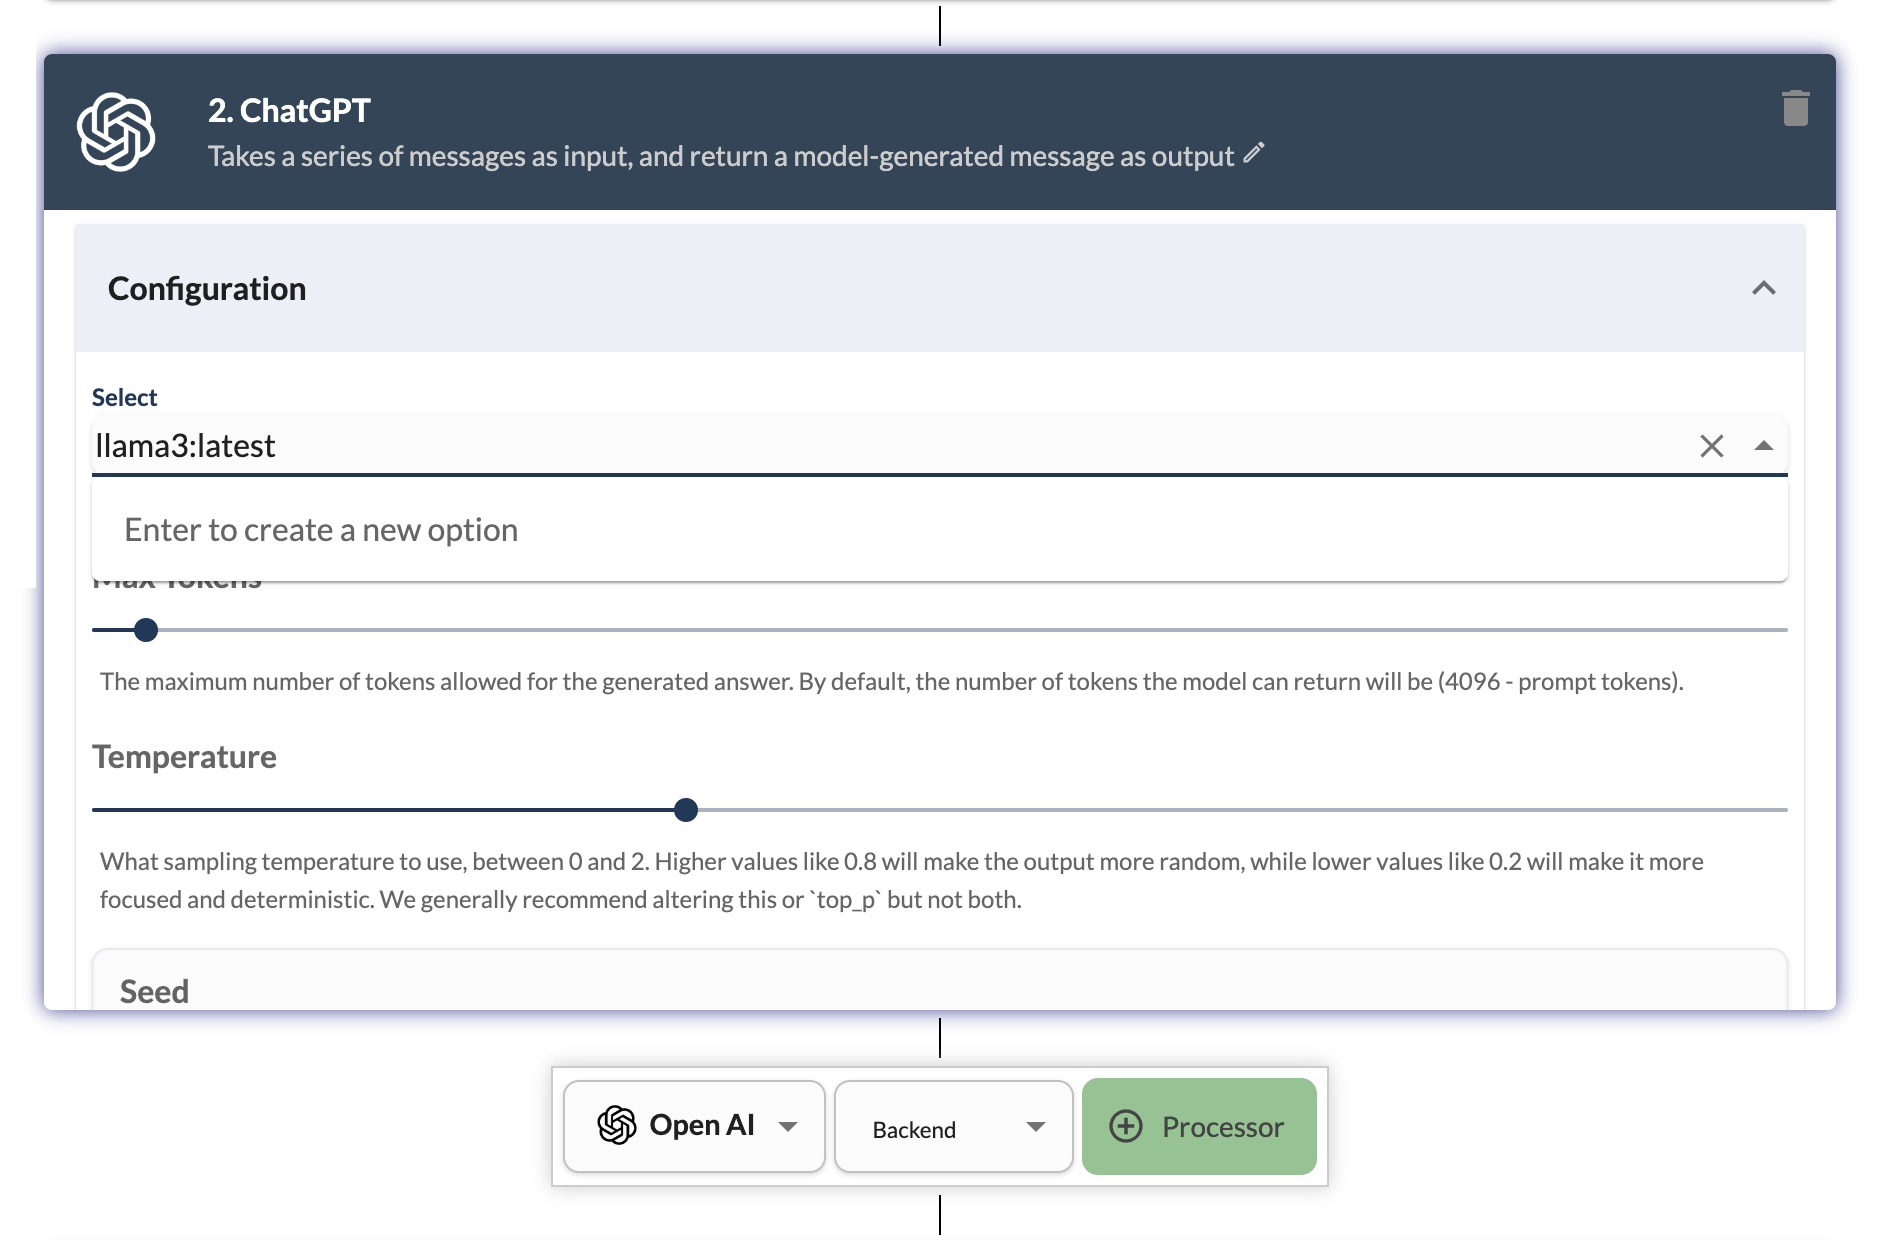 2. ChatGPT
Takes a series of messages as input, and return a model-generated message as output
Configuration
Select
llama3:latest
Enter to create a new option
Max Tokens
The maximum number of tokens allowed for the generated answer. By default, the number of tokens the model can return will be (4096 - prompt tokens).
Temperature
What sampling temperature to use, between 0 and 2. Higher values like 0.8 will make the output more random, while lower values like 0.2 will make it more
focused and deterministic. We generally recommend altering this or `top_p` but not both.
Seed
Open AI
Backend
Processor